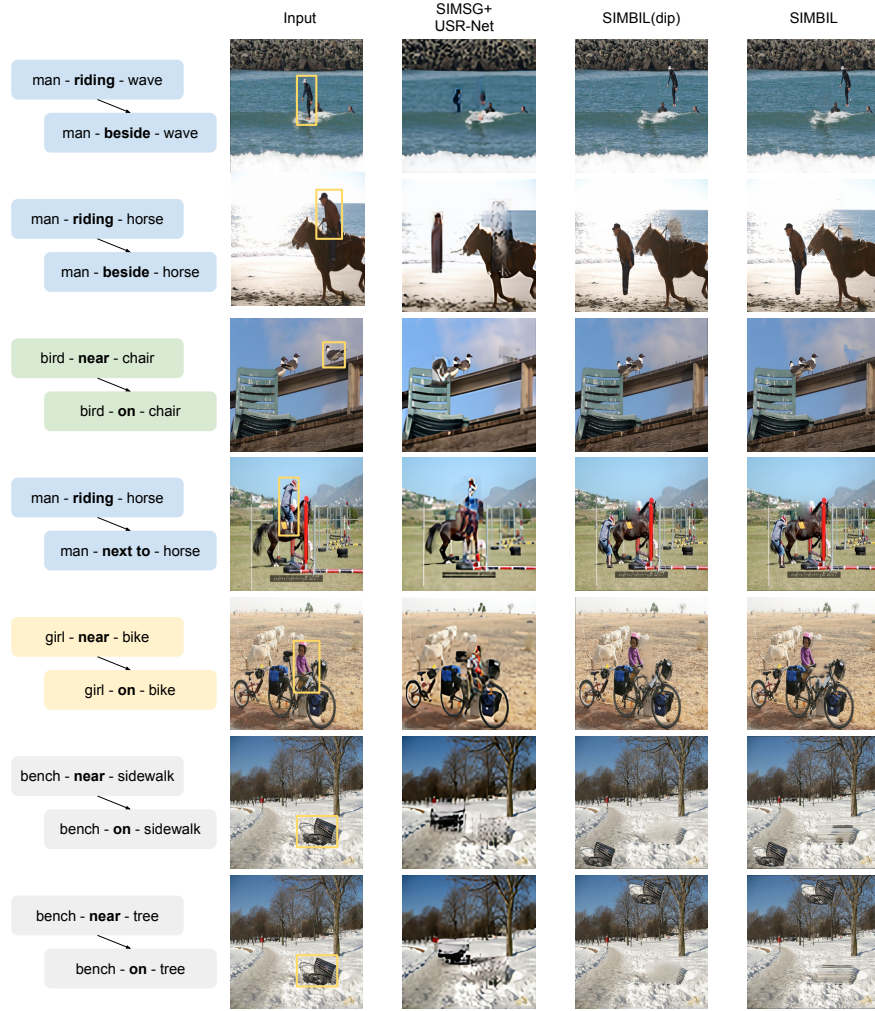 Input
SIMSG+
USR-Net
SIMBIL(dip)
SIMBIL
man - riding - wave
man - beside - wave
man - riding - horse
man - beside - horse
bird - near - chair
bird - on - chair
man - riding - horse
man - next to - horse
girl - near - bike
girl - on - bike
bench - near - sidewalk
bench - on - sidewalk
bench - near - tree
bench - on - tree